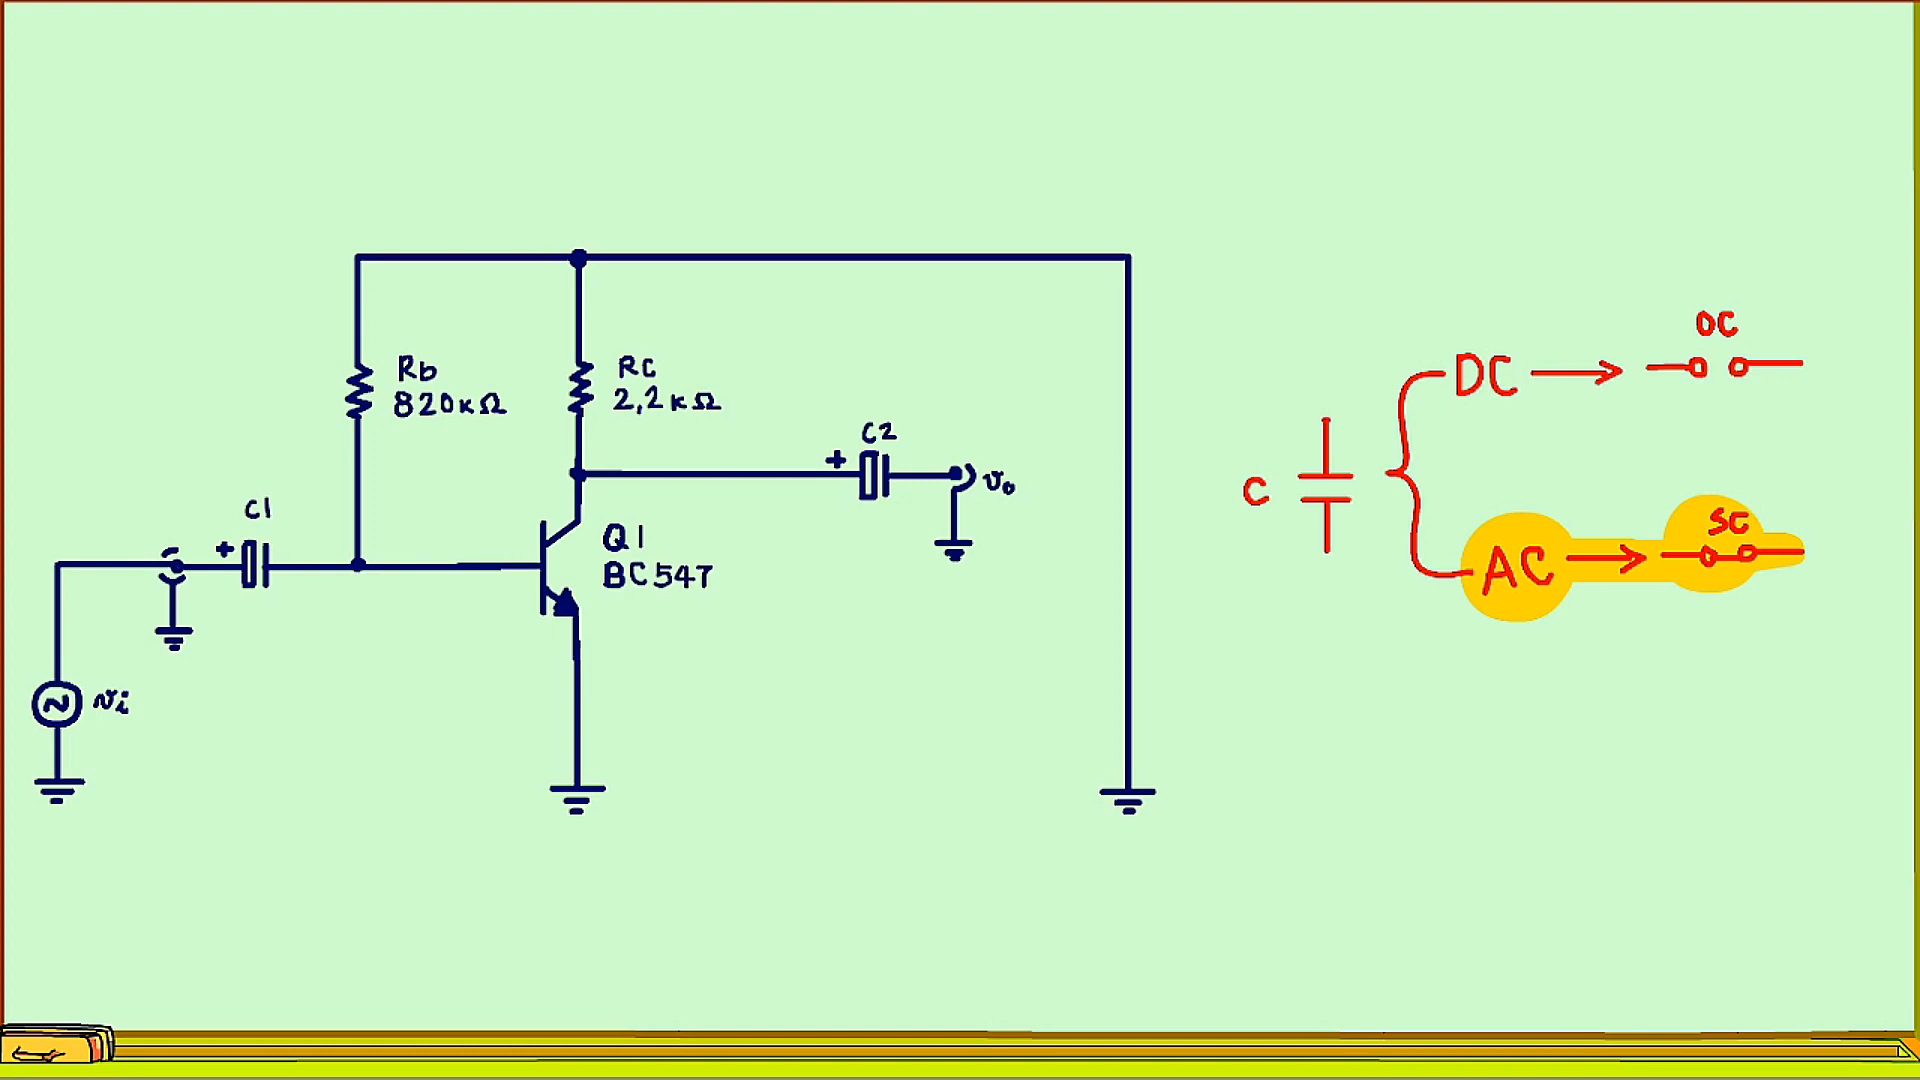 Rb
820kΩ
Rc
2,2kΩ
C1
+
C2
+
vo
Q1
BC547
vi
C
DC
OC
AC
SC